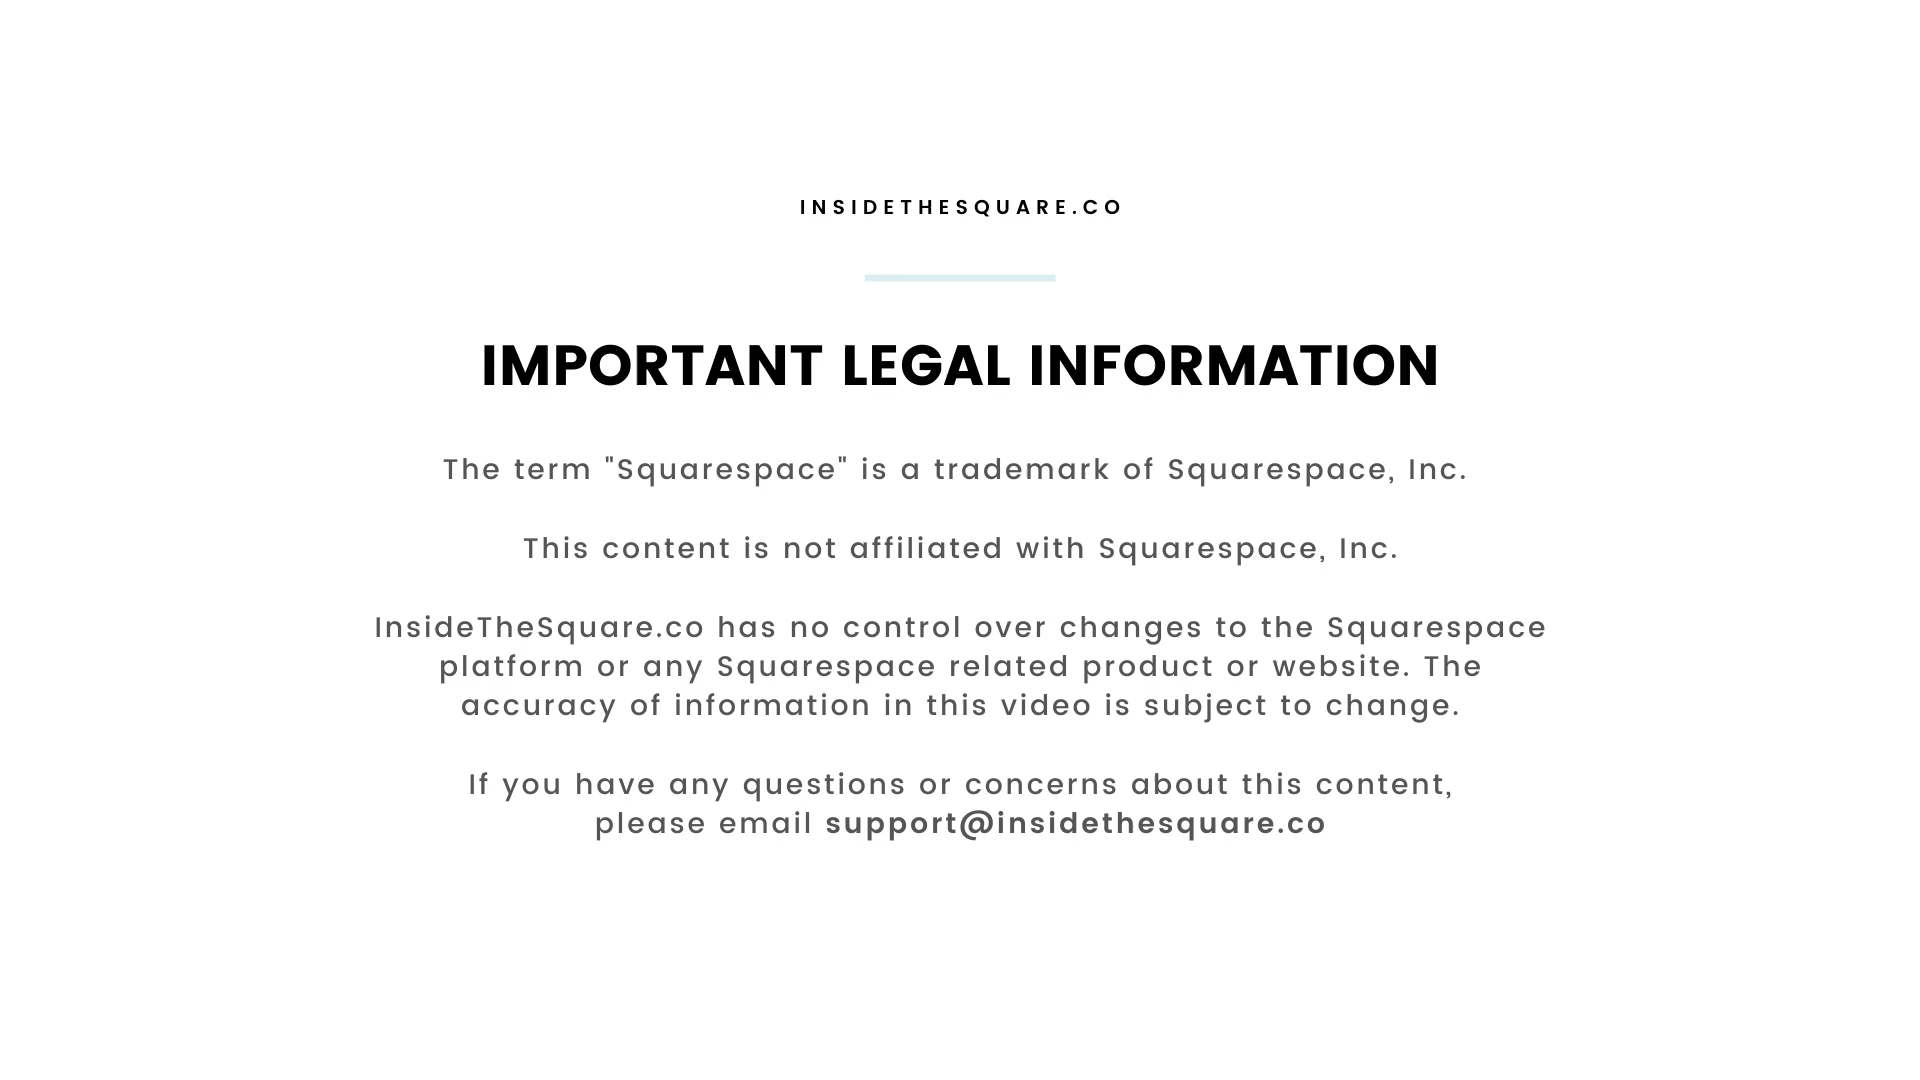 INSIDETHESQUARE.CO
IMPORTANT LEGAL INFORMATION
The term "Squarespace" is a trademark of Squarespace, Inc.
This content is not affiliated with Squarespace, Inc.
InsideTheSquare.co has no control over changes to the Squarespace
platform or any Squarespace related product or website. The
accuracy of information in this video is subject to change.
If you have any questions or concerns about this content,
please email support@insidethesquare.co